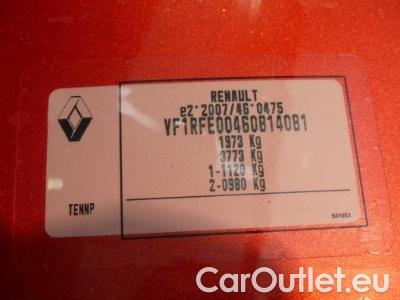 RENAULT
e2*2007/46*0475
VF1RFE00460814081
1973 Kg
3773 Kg
1-1120 Kg
2-0980 Kg
TENNP
541951
CarOutlet.eu